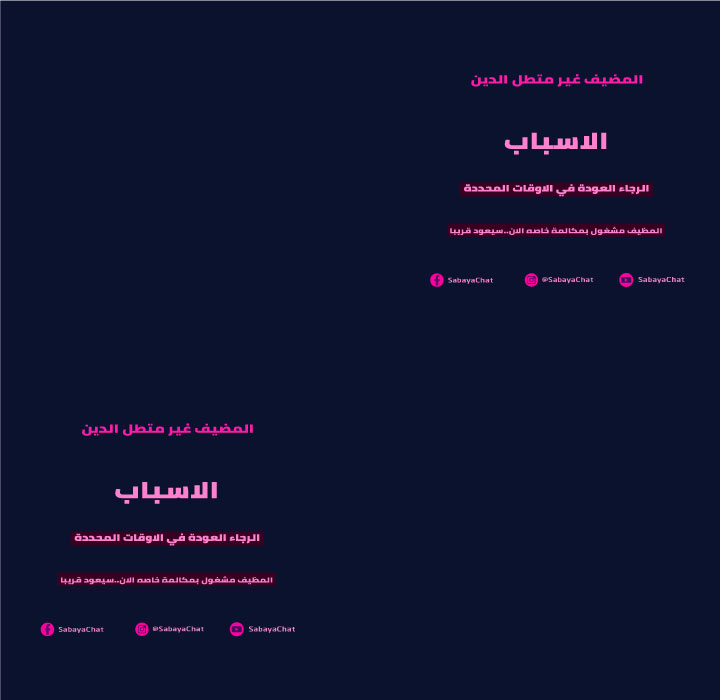 المضيف غير متطل الدين
الاسباب
الرجاء العودة في الاوقات المحددة
المظيف مشغول بمكالمة خاصه الان..سيعود قريبا
SabayaChat @SabayaChat SabayaChat
المضيف غير متطل الدين
الاسباب
الرجاء العودة في الاوقات المحددة
المظيف مشغول بمكالمة خاصه الان..سيعود قريبا
SabayaChat @SabayaChat SabayaChat